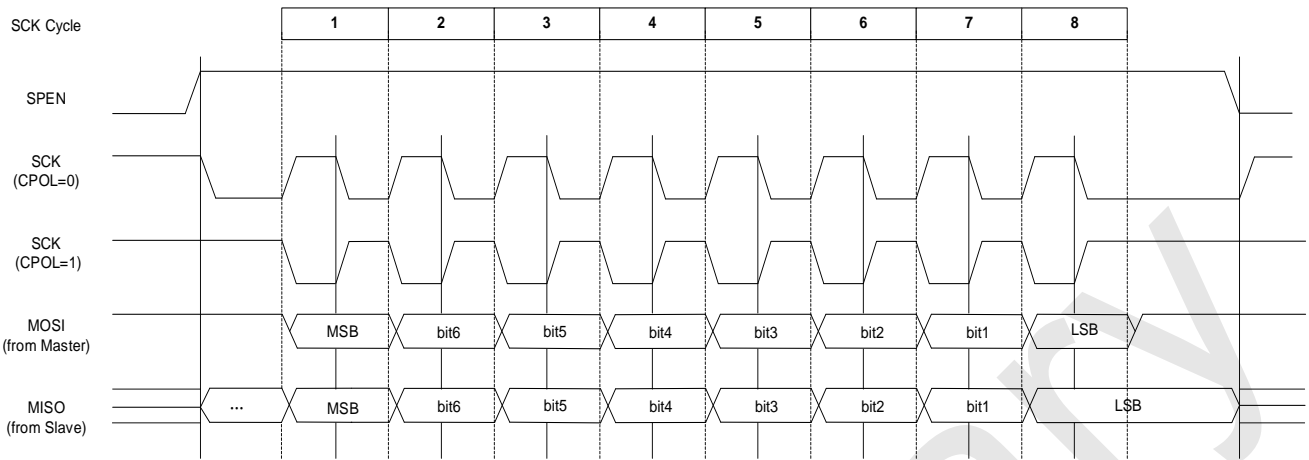 SCK Cycle 1 2 3 4 5 6 7 8
SPEN
SCK
(CPOL=0)
SCK
(CPOL=1)
MOSI
(from Master)
MSB bit6 bit5 bit4 bit3 bit2 bit1 LSB
MISO
(from Slave)
... MSB bit6 bit5 bit4 bit3 bit2 bit1 LSB